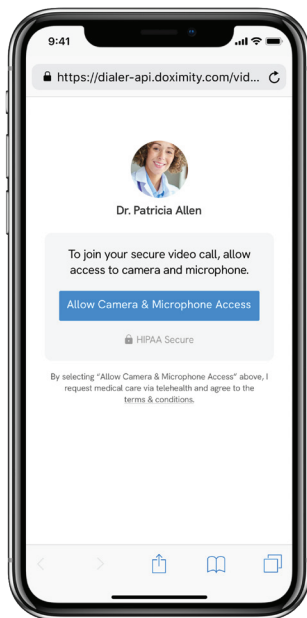 9:41
https://dialer-api.doximity.com/vid...
Dr. Patricia Allen
To join your secure video call, allow
access to camera and microphone.
Allow Camera & Microphone Access
HIPAA Secure
By selecting "Allow Camera & Microphone Access" above, I
request medical care via telehealth and agree to the
terms & conditions.